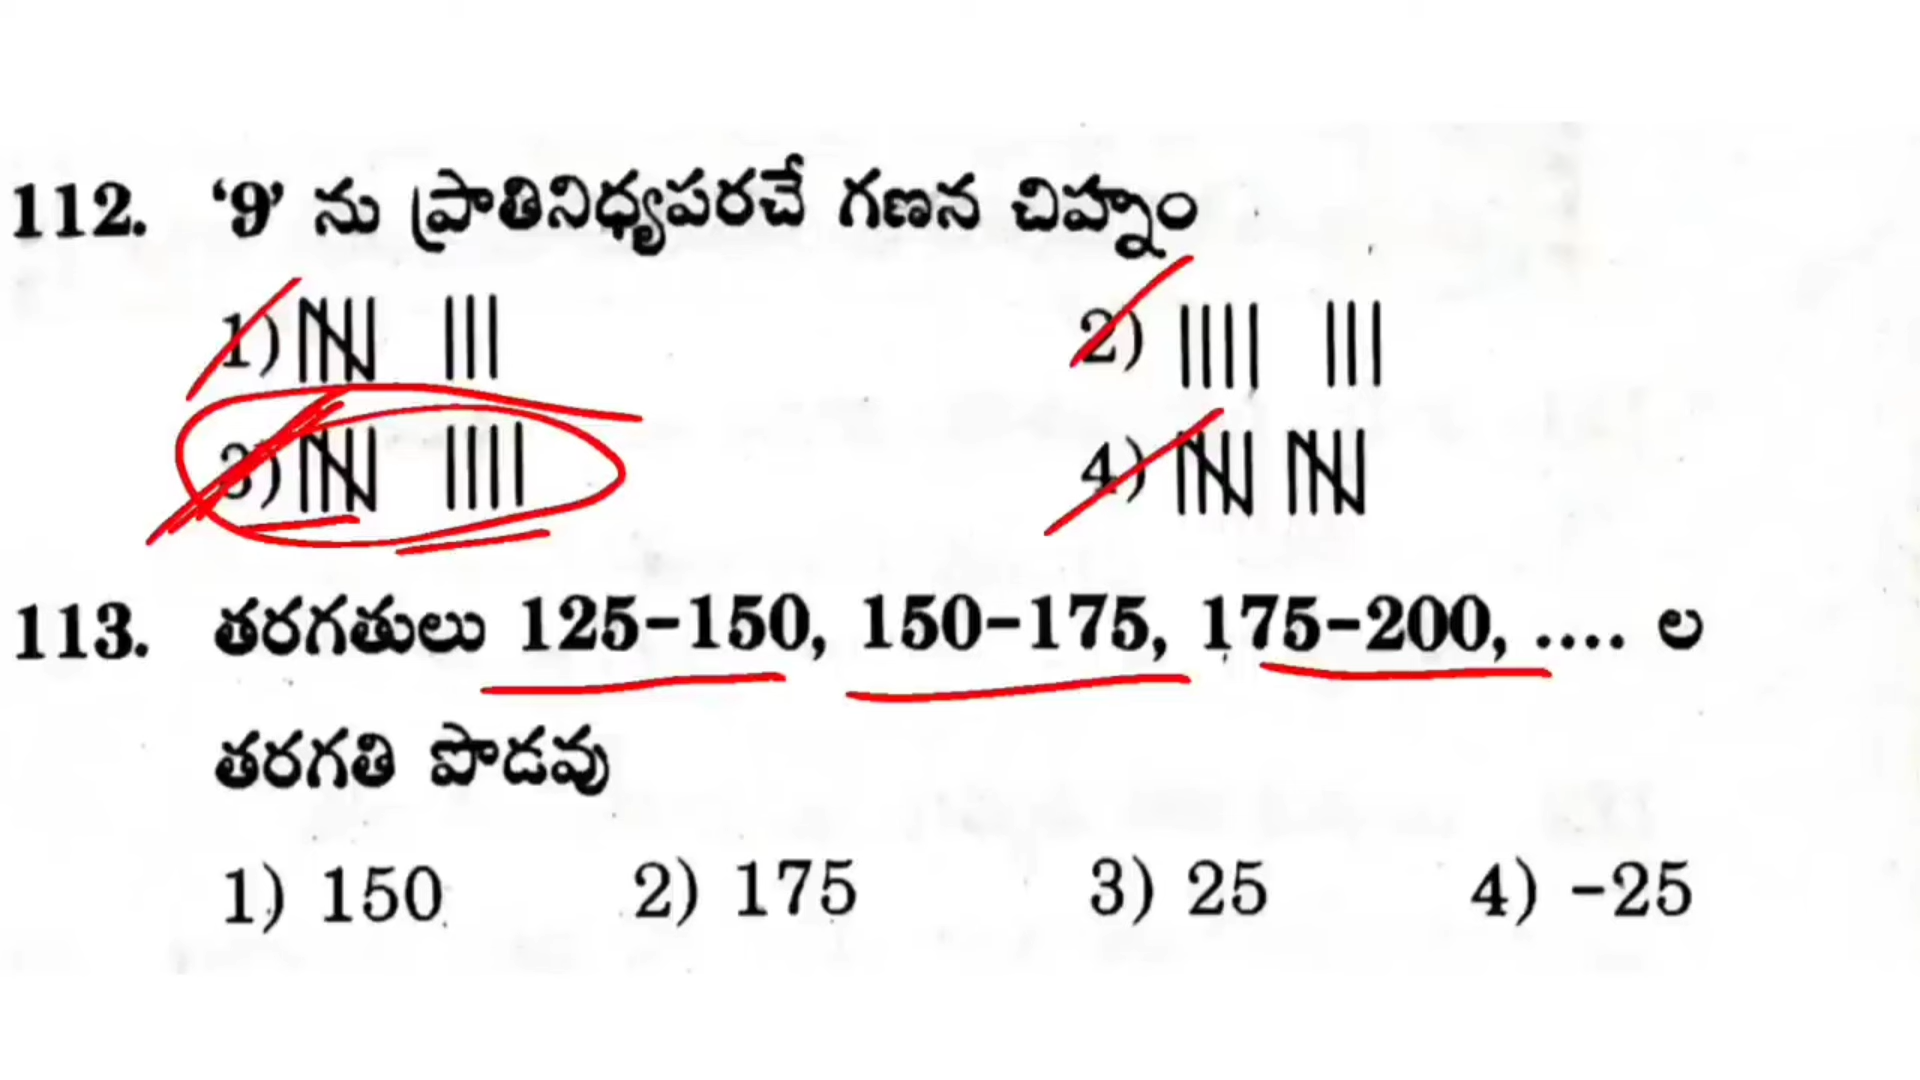 112. ‘9’ ను ప్రాతినిధ్యపరచే గణన చిహ్నం
1) 2)
3) 4)
113. తరగతులు 125-150, 150-175, 175-200, .... ల
తరగతి పొడవు
1) 150 2) 175 3) 25 4) -25